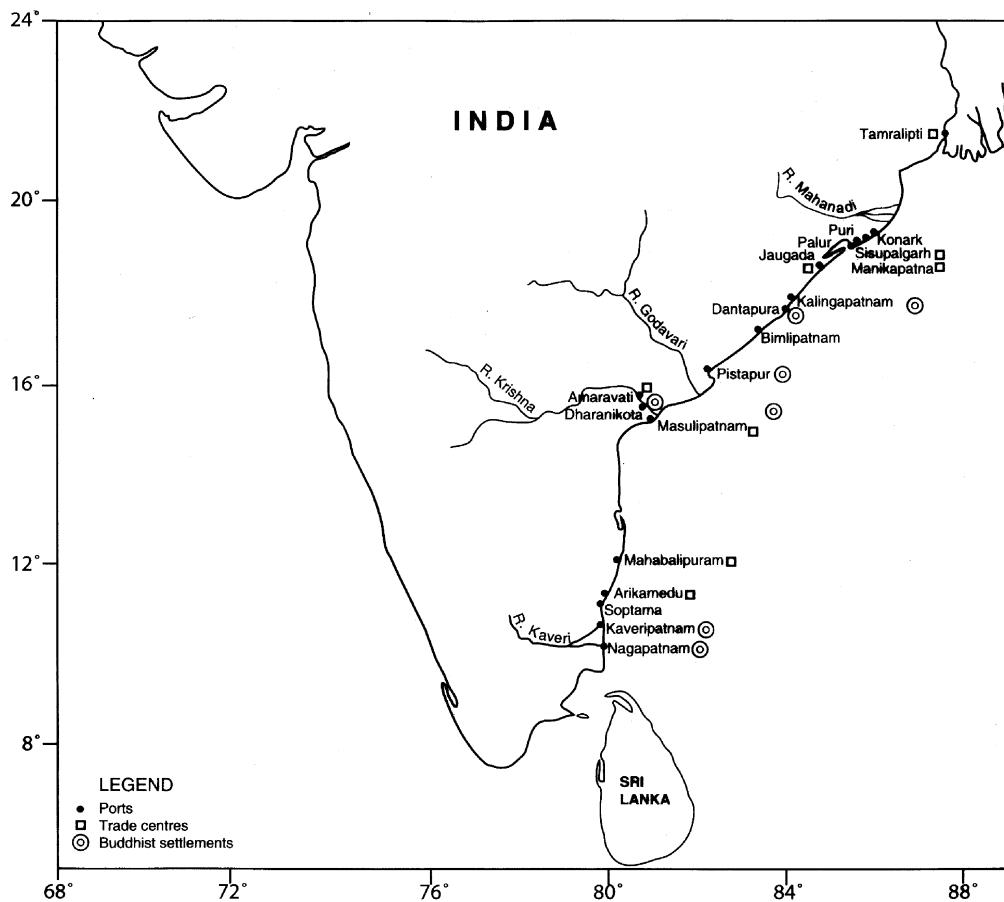 24°
INDIA
Tamralipti
20°
R. Mahanadi
Puri
Konark
Palur
Sisupalgarh
Jaugada
Manikapatna
Kalingapatnam
Dantapura
R. Godavari
Bimlipatnam
Pistapur
16°
R. Krishna
Amaravati
Dharanikota
Masulipatnam
12°
Mahabalipuram
Arikamedu
Soptama
R. Kaveri
Kaveripatnam
Nagapatnam
8°
SRI
LANKA
LEGEND
Ports
Trade centres
Buddhist settlements
68°
72°
76°
80°
84°
88°